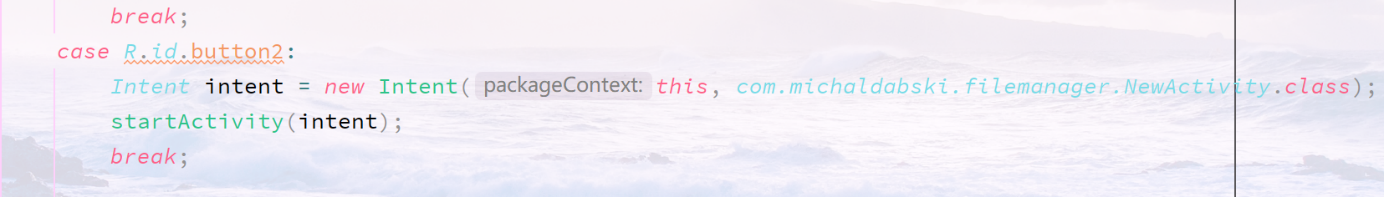 break;
case R.id.button2:
Intent intent = new Intent( packageContext: this, com.michaldabski.filemanager.NewActivity.class);
startActivity(intent);
break;